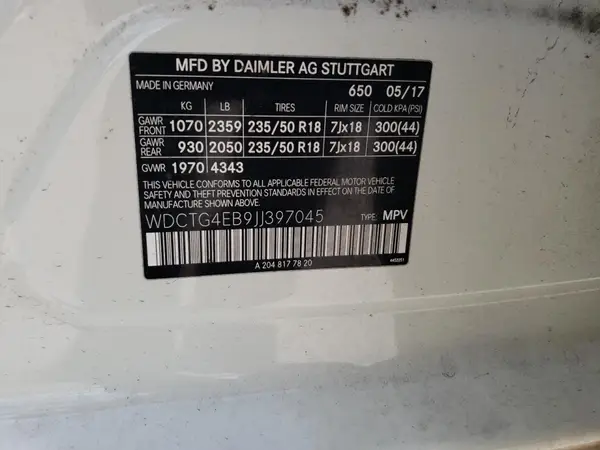 MFD BY DAIMLER AG STUTTGART
MADE IN GERMANY 650 05/17
KG LB TIRES RIM SIZE COLD KPA (PSI)
GAWR FRONT 1070 2359 235/50 R18 7Jx18 300(44)
GAWR REAR 930 2050 235/50 R18 7Jx18 300(44)
GVWR 1970 4343
THIS VEHICLE CONFORMS TO ALL APPLICABLE FEDERAL MOTOR VEHICLE
SAFETY, BUMPER, AND THEFT PREVENTION STANDARDS IN EFFECT ON THE
DATE OF MANUFACTURE SHOWN ABOVE.
WDCTG4EB9JJ397045 TYPE: MPV
A 204 817 78 20